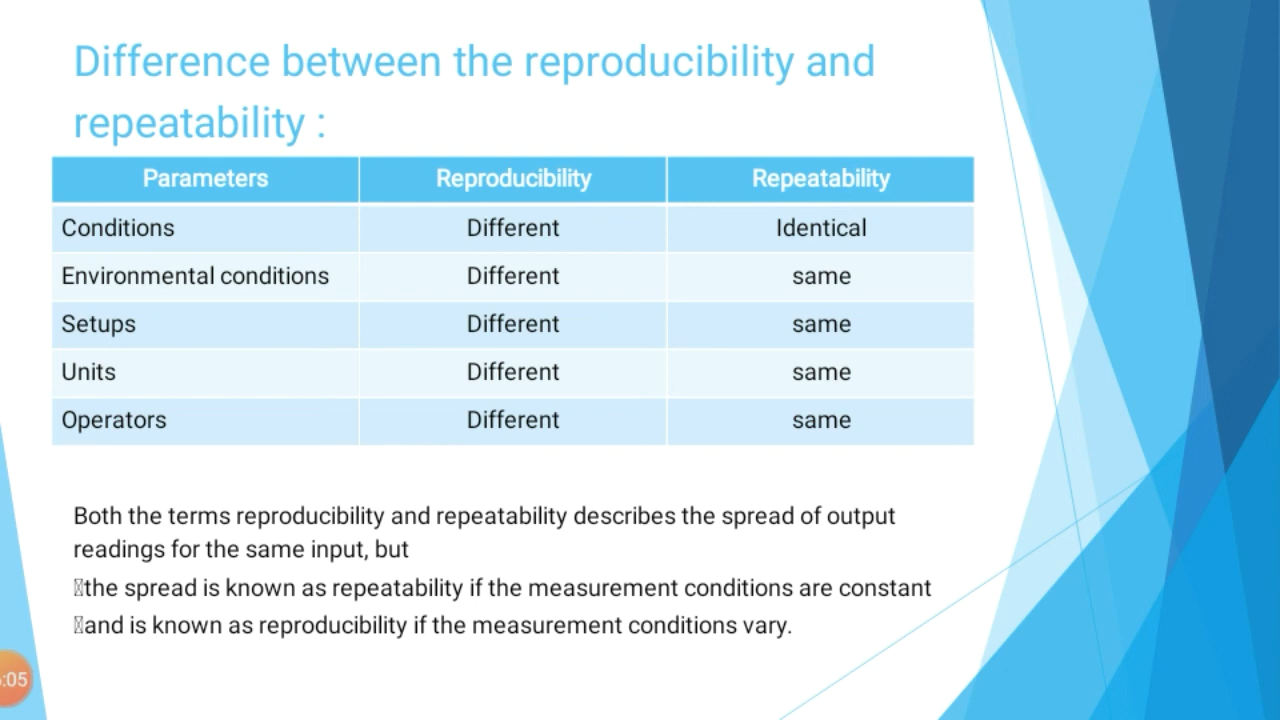 Difference between the reproducibility and
repeatability :
Parameters Reproducibility Repeatability
Conditions Different Identical
Environmental conditions Different same
Setups Different same
Units Different same
Operators Different same
Both the terms reproducibility and repeatability describes the spread of output
readings for the same input, but
the spread is known as repeatability if the measurement conditions are constant
and is known as reproducibility if the measurement conditions vary.
:05